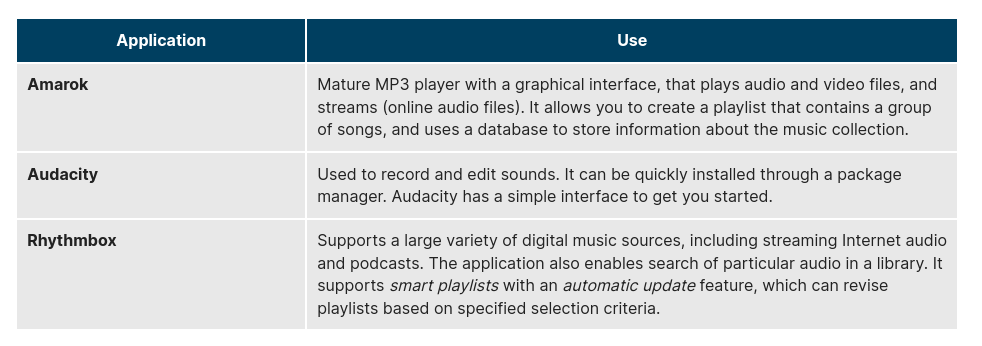 Application
Use
Amarok
Mature MP3 player with a graphical interface, that plays audio and video files, and
streams (online audio files). It allows you to create a playlist that contains a group
of songs, and uses a database to store information about the music collection.
Audacity
Used to record and edit sounds. It can be quickly installed through a package
manager. Audacity has a simple interface to get you started.
Rhythmbox
Supports a large variety of digital music sources, including streaming Internet audio
and podcasts. The application also enables search of particular audio in a library. It
supports smart playlists with an automatic update feature, which can revise
playlists based on specified selection criteria.